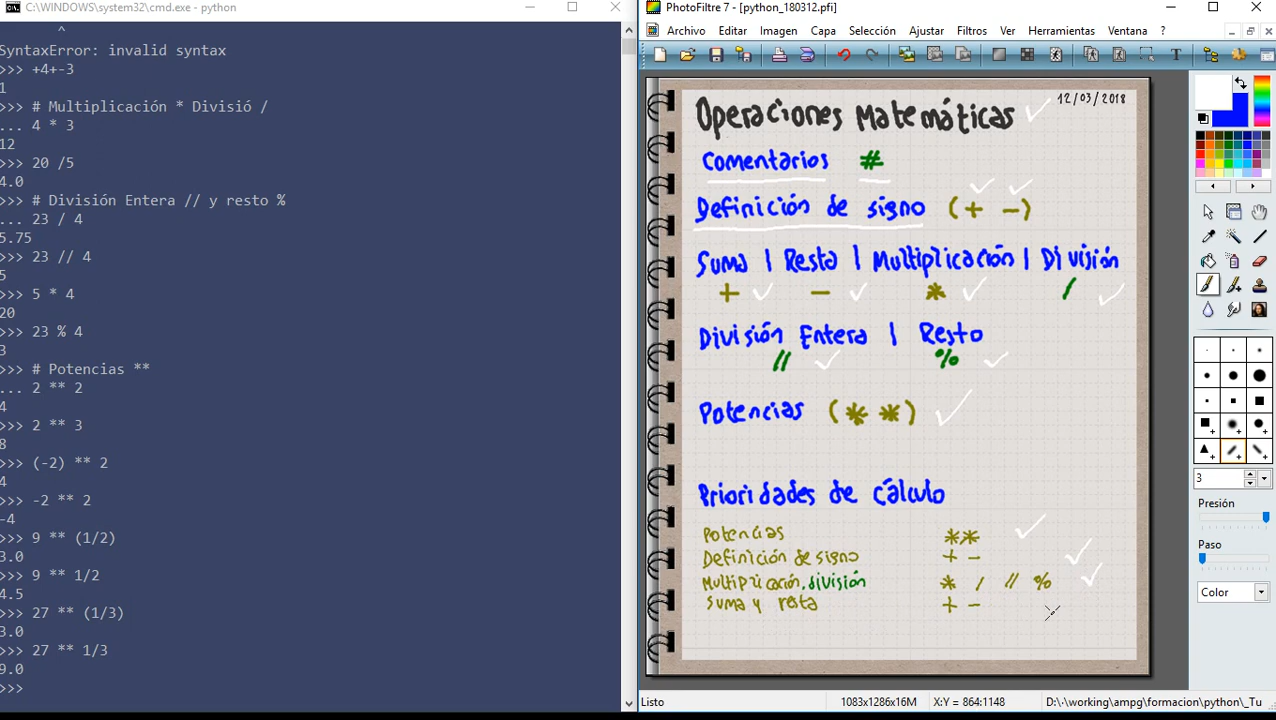 C:\WINDOWS\system32\cmd.exe - python
^
SyntaxError: invalid syntax
>>> +4+-3
1
>>> # Multiplicación * Divisió /
... 4 * 3
12
>>> 20 /5
4.0
>>> # División Entera // y resto %
... 23 / 4
5.75
>>> 23 // 4
5
>>> 5 * 4
20
>>> 23 % 4
3
>>> # Potencias **
... 2 ** 2
4
>>> 2 ** 3
8
>>> (-2) ** 2
4
>>> -2 ** 2
-4
>>> 9 ** (1/2)
3.0
>>> 9 ** 1/2
4.5
>>> 27 ** (1/3)
3.0
>>> 27 ** 1/3
9.0
>>>
PhotoFiltre 7 - [python_180312.pfi]
Archivo Editar Imagen Capa Selección Ajustar Filtros Ver Herramientas Ventana ?
12/03/2018
Operaciones Matemáticas
Comentarios #
Definición de signo (+ -)
Suma | Resta | Multiplicación | División
+ - * /
División Entera | Resto
// %
Potencias (* *)
Prioridades de cálculo
Potencias **
Definición de signo + -
Multiplicación, división * / // %
Suma y resta + -
3
Presión
Paso
Color
Listo 1083x1286x16M X:Y = 864:1148 D:\·\working\ampg\formacion\python\_Tu